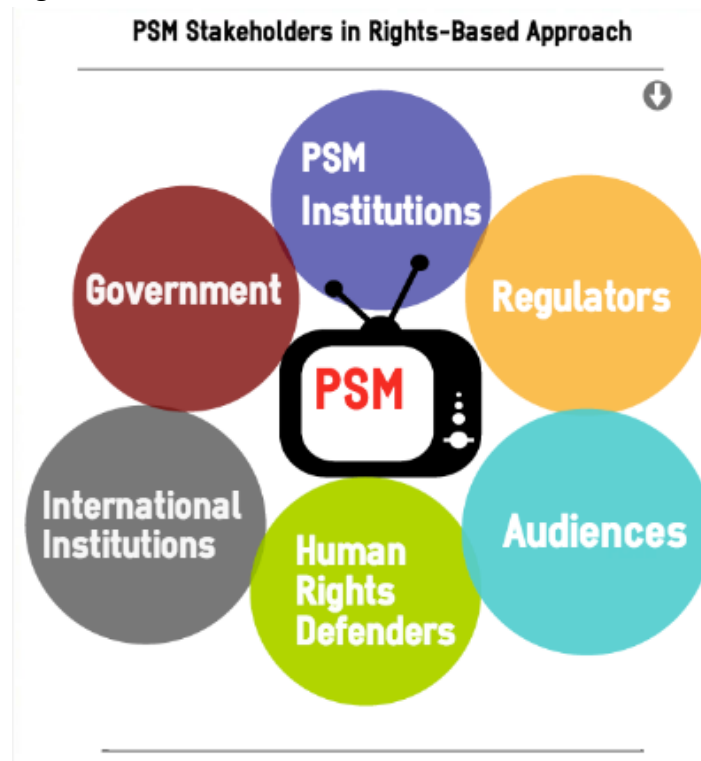 PSM Stakeholders in Rights-Based Approach
PSM
Institutions
Government
Regulators
PSM
International
Institutions
Audiences
Human
Rights
Defenders